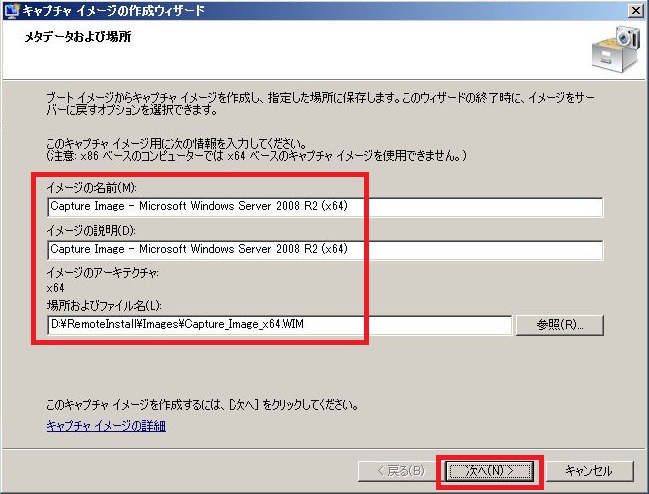 キャプチャ イメージの作成ウィザード
メタデータおよび場所
ブート イメージからキャプチャ イメージを作成し、指定した場所に保存します。このウィザードの終了時に、イメージをサー
バーに戻すオプションを選択できます。
このキャプチャ イメージ用に次の情報を入力してください。
(注意: x86 ベースのコンピューターでは x64 ベースのキャプチャ イメージを使用できません。)
イメージの名前(M):
Capture Image - Microsoft Windows Server 2008 R2 (x64)
イメージの説明(D):
Capture Image - Microsoft Windows Server 2008 R2 (x64)
イメージのアーキテクチャ:
x64
場所およびファイル名(L):
D:¥RemoteInstall¥Images¥Capture_Image_x64.WIM
参照(R)...
このキャプチャ イメージを作成するには、[次へ] をクリックしてください。
キャプチャ イメージの詳細
< 戻る(B)
次へ(N) >
キャンセル